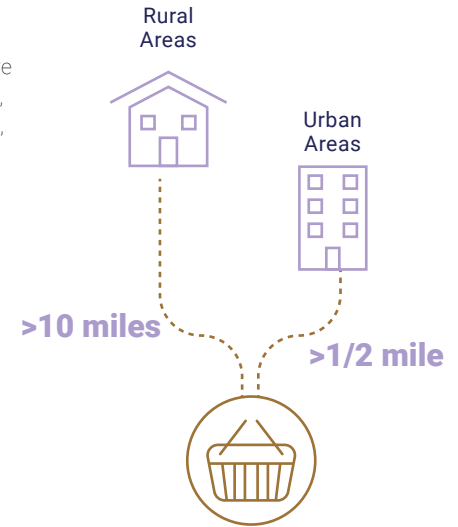 Rural
Areas
e
,
,
Urban
Areas
>10 miles
>1/2 mile